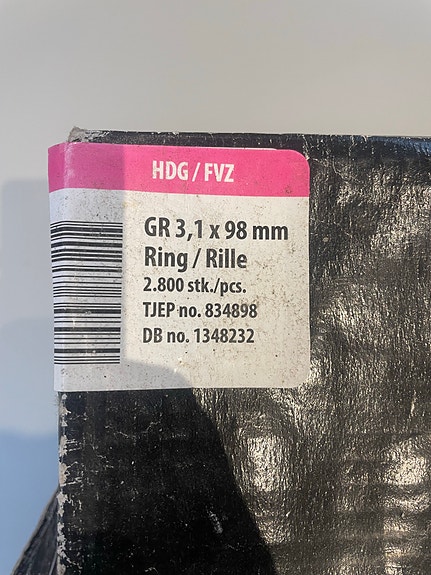 HDG / FVZ
GR 3,1 x 98 mm
Ring / Rille
2.800 stk./pcs.
TJEP no. 834898
DB no. 1348232